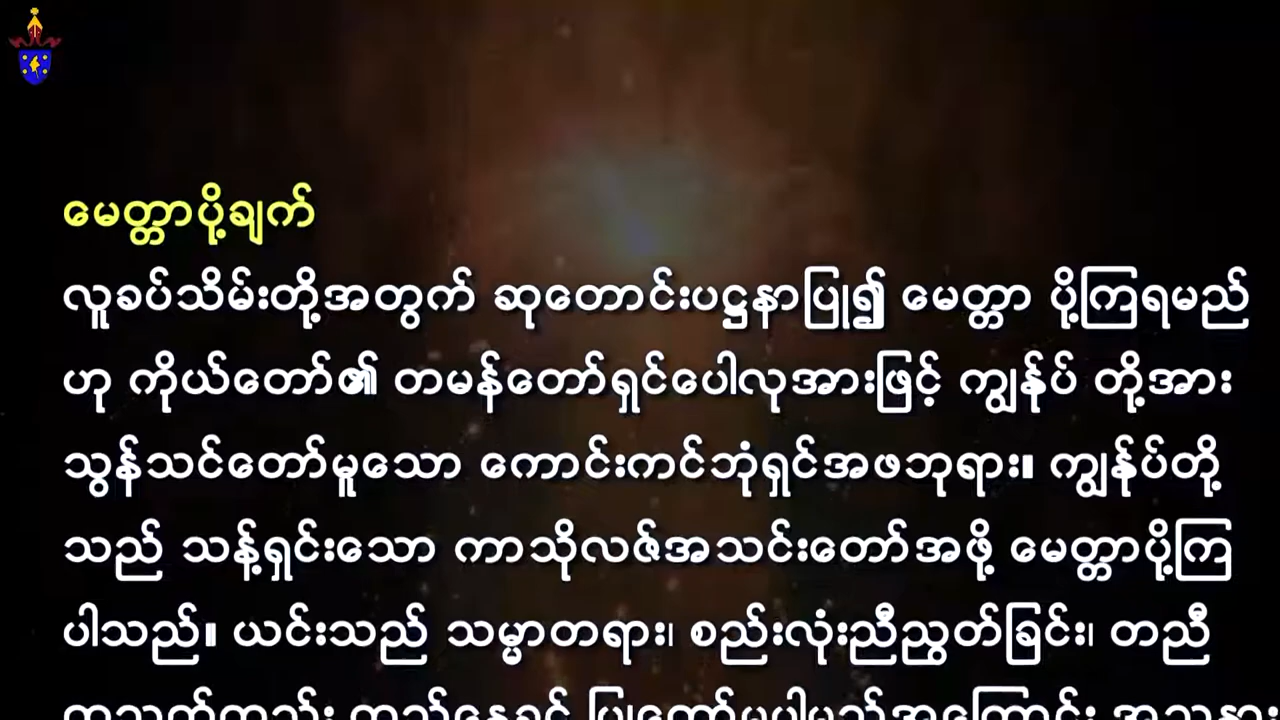 မေတ္တာပို့ချက်
လူခပ်သိမ်းတို့အတွက် ဆုတောင်းပဋ္ဌနာပြု၍ မေတ္တာ ပို့ကြရမည်
ဟု ကိုယ်တော်၏ တမန်တော်ရှင်ပေါလုအားဖြင့် ကျွန်ုပ် တို့အား
သွန်သင်တော်မူသော ကောင်းကင်ဘုံရှင်အဖဘုရား။ ကျွန်ုပ်တို့
သည် သန့်ရှင်းသော ကာသိုလဇ်အသင်းတော်အဖို့ မေတ္တာပို့ကြ
ပါသည်။ ယင်းသည် သမ္မာတရား၊ စည်းလုံးညီညွတ်ခြင်း၊ တညီ